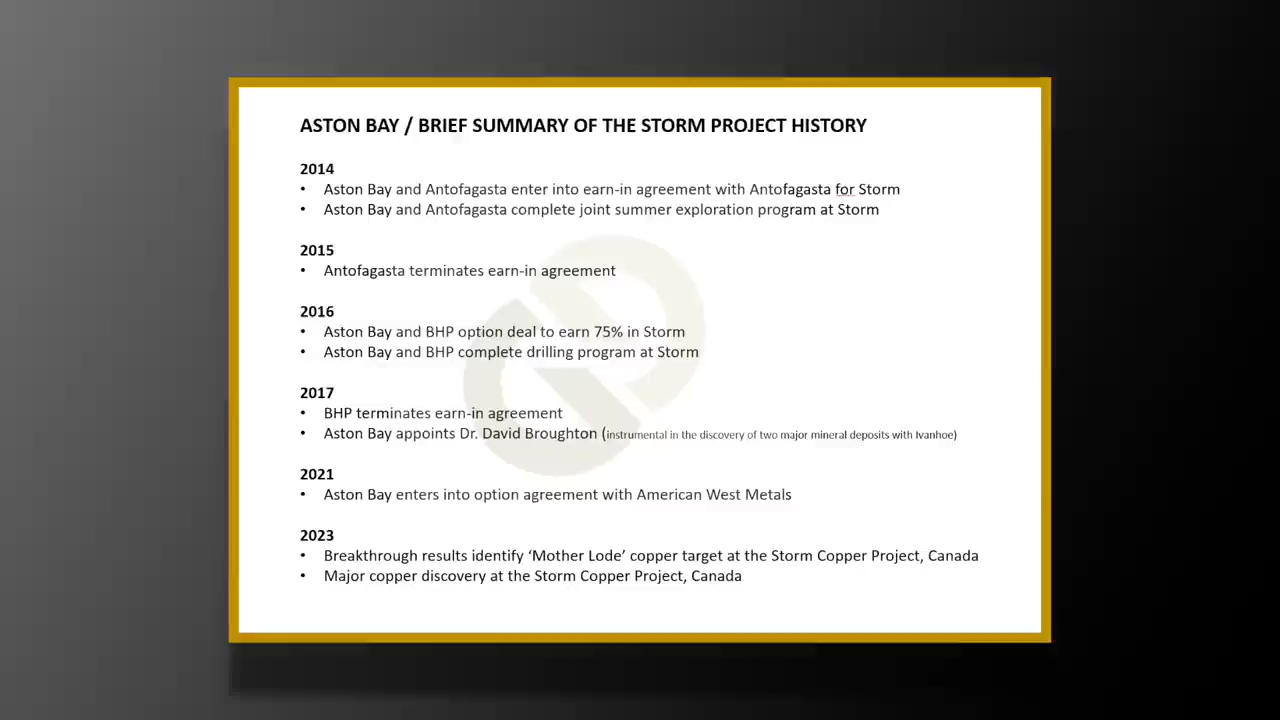 ASTON BAY / BRIEF SUMMARY OF THE STORM PROJECT HISTORY
2014
• Aston Bay and Antofagasta enter into earn-in agreement with Antofagasta for Storm
• Aston Bay and Antofagasta complete joint summer exploration program at Storm
2015
• Antofagasta terminates earn-in agreement
2016
• Aston Bay and BHP option deal to earn 75% in Storm
• Aston Bay and BHP complete drilling program at Storm
2017
• BHP terminates earn-in agreement
• Aston Bay appoints Dr. David Broughton (instrumental in the discovery of two major mineral deposits with Ivanhoe)
2021
• Aston Bay enters into option agreement with American West Metals
2023
• Breakthrough results identify ‘Mother Lode’ copper target at the Storm Copper Project, Canada
• Major copper discovery at the Storm Copper Project, Canada